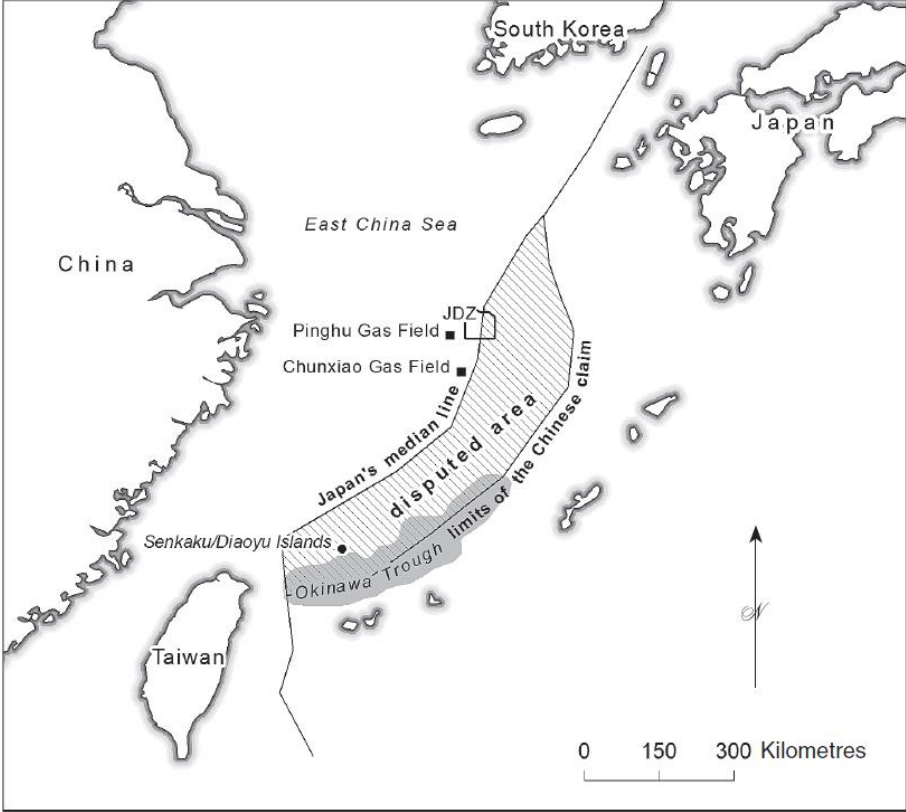 South Korea
Japan
East China Sea
China
JDZ
Pinghu Gas Field
Chunxiao Gas Field
Japan's median line
disputed area
limits of the Chinese claim
Senkaku/Diaoyu Islands
Okinawa Trough
Taiwan
N
0 150 300 Kilometres